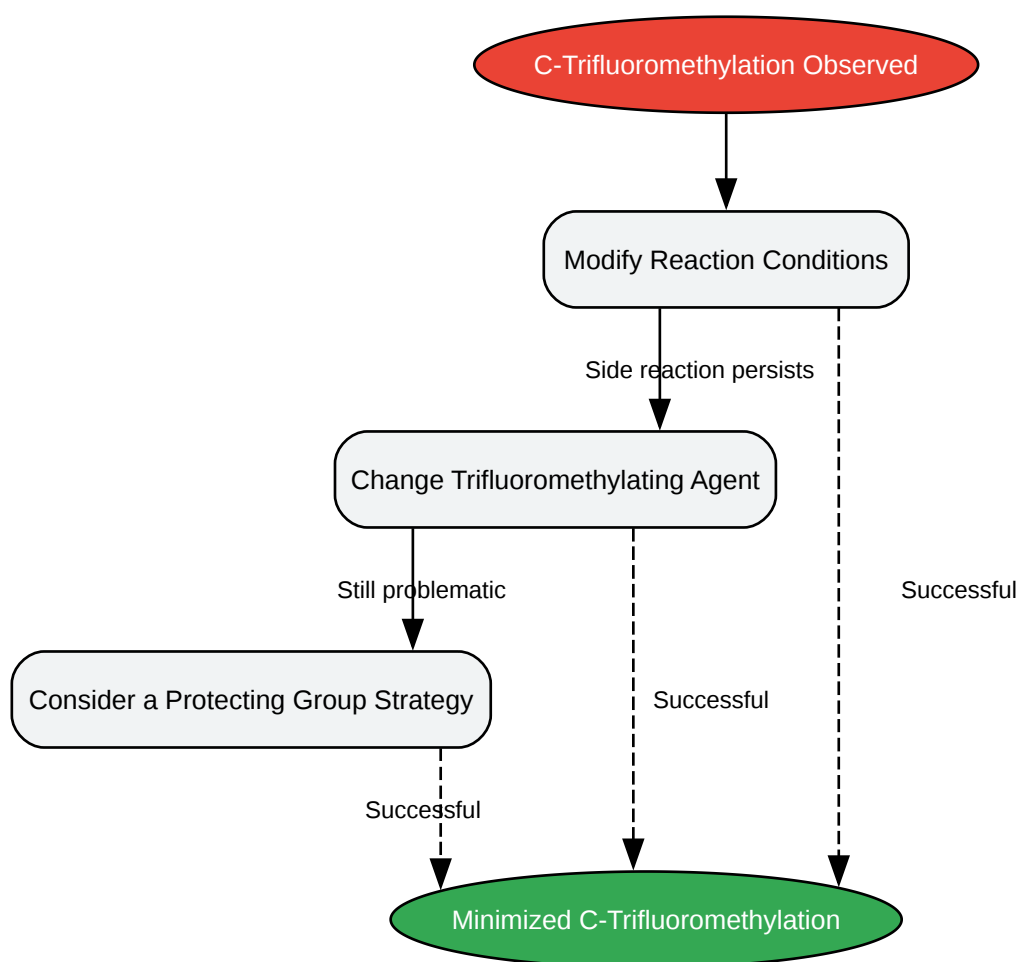 C-Trifluoromethylation Observed
Modify Reaction Conditions
Side reaction persists
Change Trifluoromethylating Agent
Still problematic
Successful
Consider a Protecting Group Strategy
Successful
Successful
Minimized C-Trifluoromethylation